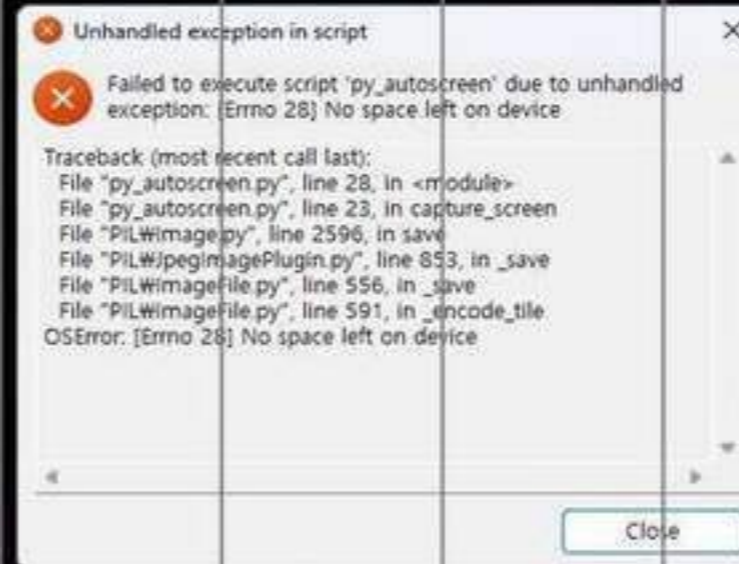 Unhandled exception in script
Failed to execute script 'py_autoscreen' due to unhandled
exception: [Errno 28] No space left on device
Traceback (most recent call last):
File "py_autoscreen.py", line 28, in <module>
File "py_autoscreen.py", line 23, in capture_screen
File "PIL₩Image.py", line 2596, in save
File "PIL₩JpegImagePlugin.py", line 853, in _save
File "PIL₩ImageFile.py", line 556, in _save
File "PIL₩ImageFile.py", line 591, in _encode_tile
OSError: [Errno 28] No space left on device
Close